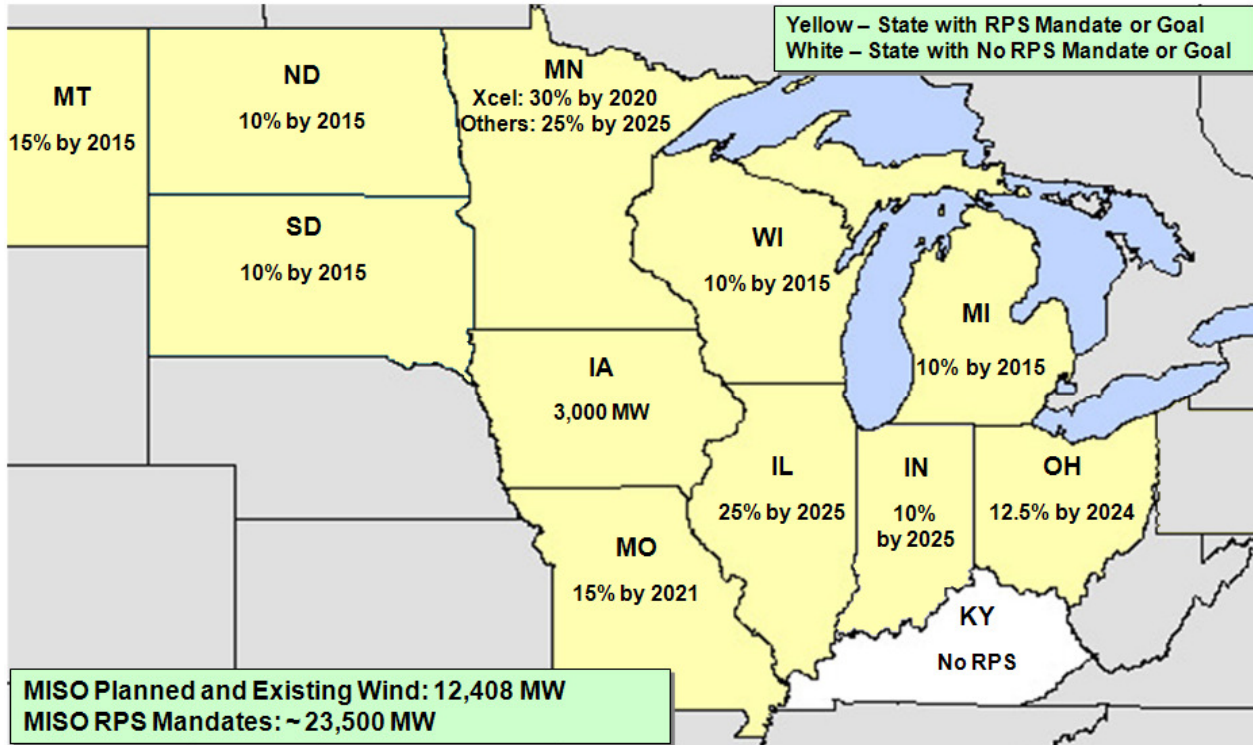 Yellow – State with RPS Mandate or Goal
White – State with No RPS Mandate or Goal
MT
15% by 2015
ND
10% by 2015
MN
Xcel: 30% by 2020
Others: 25% by 2025
SD
10% by 2015
WI
10% by 2015
MI
10% by 2015
IA
3,000 MW
IL
25% by 2025
IN
10%
by 2025
OH
12.5% by 2024
MO
15% by 2021
KY
No RPS
MISO Planned and Existing Wind: 12,408 MW
MISO RPS Mandates: ~ 23,500 MW